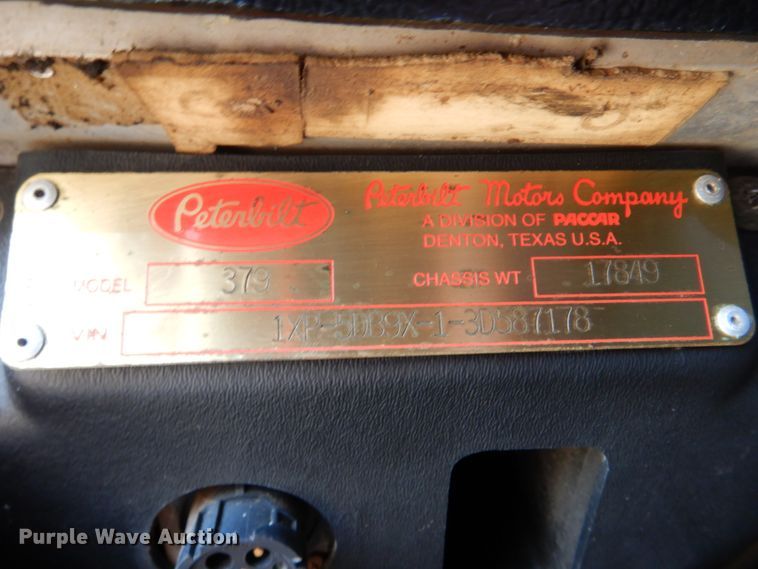 Peterbilt
Peterbilt Motors Company
A DIVISION OF PACCAR
DENTON, TEXAS U.S.A.
MODEL 379
CHASSIS WT 17849
VIN 1XP-5DB9X-1-3D587178
Purple Wave Auction